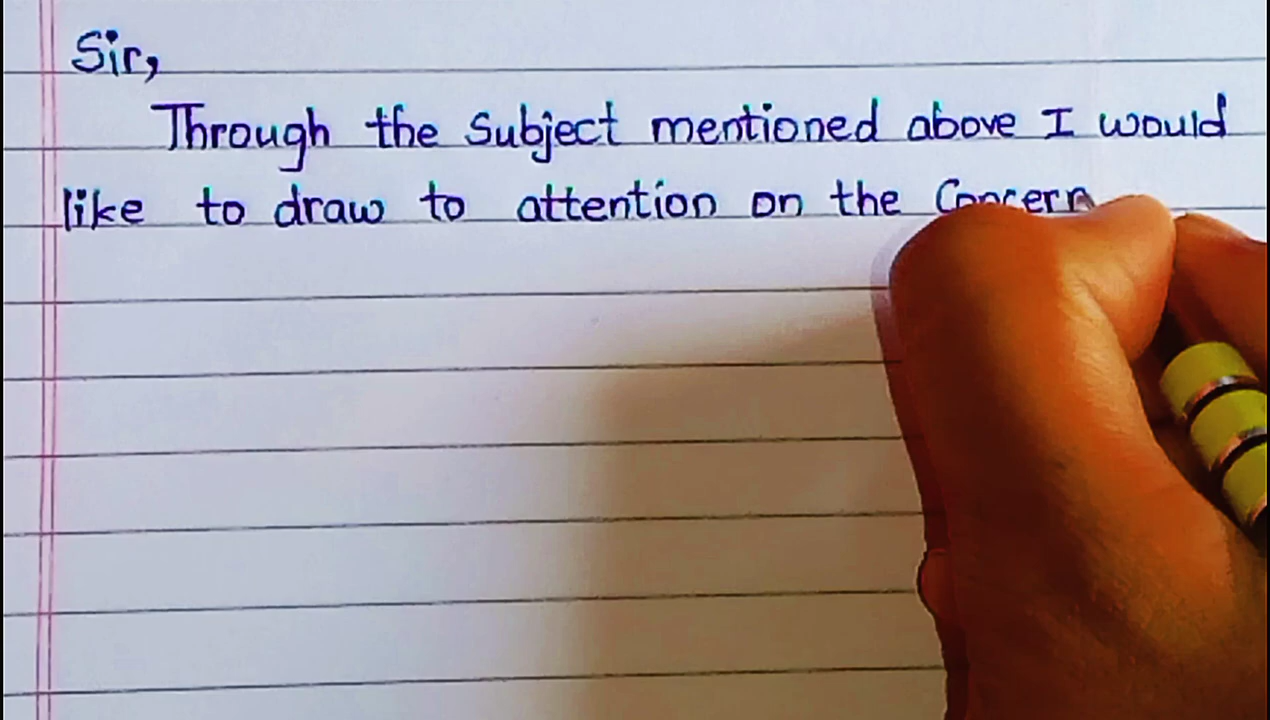 Sir,
Through the Subject mentioned above I would
like to draw to attention on the Concern